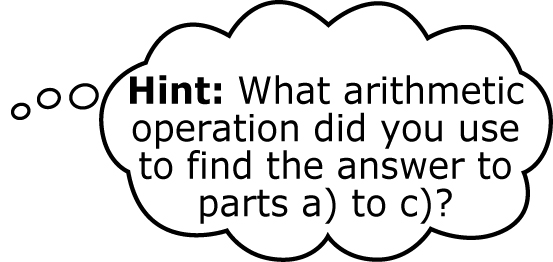 Hint: What arithmetic
operation did you use
to find the answer to
parts a) to c)?